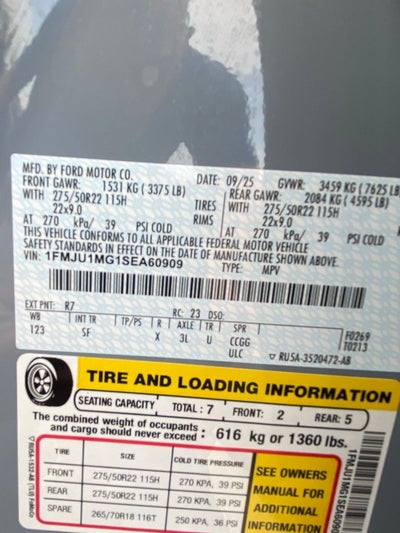 MFD. BY FORD MOTOR CO.
DATE: 09/25 GVWR: 3459 KG (7625 LB)
FRONT GAWR: 1531 KG (3375 LB) REAR GAWR: 2084 KG (4595 LB)
WITH 275/50R22 115H TIRES WITH 275/50R22 115H
22x9.0 RIMS 22x9.0
AT 270 kPa/ 39 PSI COLD AT 270 kPa/ 39 PSI COLD
THIS VEHICLE CONFORMS TO ALL APPLICABLE FEDERAL MOTOR VEHICLE
SAFETY STANDARDS IN EFFECT ON THE DATE OF MANUFACTURE SHOWN ABOVE.
VIN: 1FMJU1MG1SEA60909 TYPE: MPV
EXT PNT: R7 RC: 23 DSO:
WB INT TR TP/PS R AXLE TR SPR F0269
123 SF X 3L U CCGG T0213
ULC RU5A-3520472-AB
TIRE AND LOADING INFORMATION
SEATING CAPACITY TOTAL: 7 FRONT: 2 REAR: 5
The combined weight of occupants
and cargo should never exceed : 616 kg or 1360 lbs.
TIRE SIZE COLD TIRE PRESSURE
FRONT 275/50R22 115H 270 KPA, 39 PSI
REAR 275/50R22 115H 270 KPA, 39 PSI
SPARE 265/70R18 116T 250 KPA, 36 PSI
SEE OWNERS
MANUAL FOR
ADDITIONAL
INFORMATION
1FMJU1MG1SEA60909